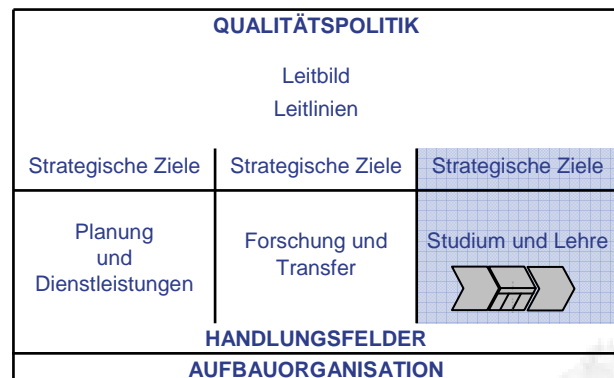 QUALITÄTSPOLITIK
Leitbild
Leitlinien
Strategische Ziele
Strategische Ziele
Strategische Ziele
Planung
und
Dienstleistungen
Forschung und
Transfer
Studium und Lehre
HANDLUNGSFELDER
AUFBAUORGANISATION